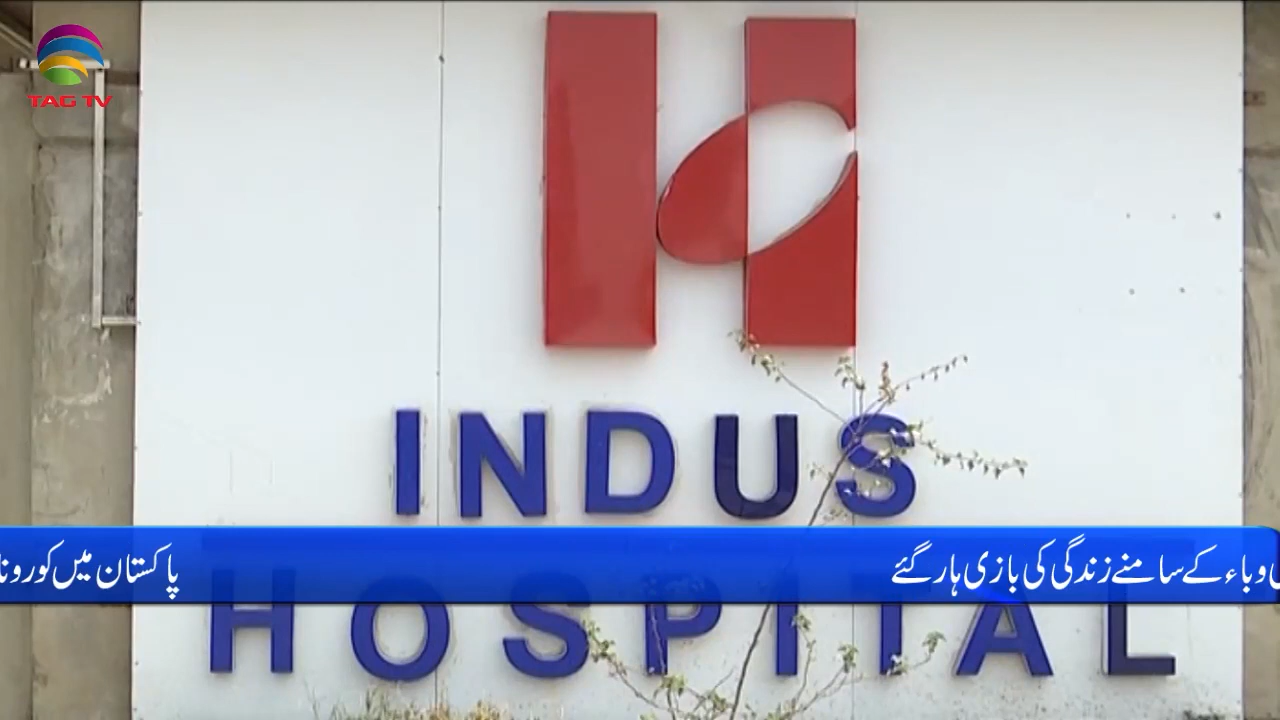 TAG TV
INDUS
وباء کے سامنے زندگی کی بازی ہار گئے
پاکستان میں کورونا
HOSPITAL